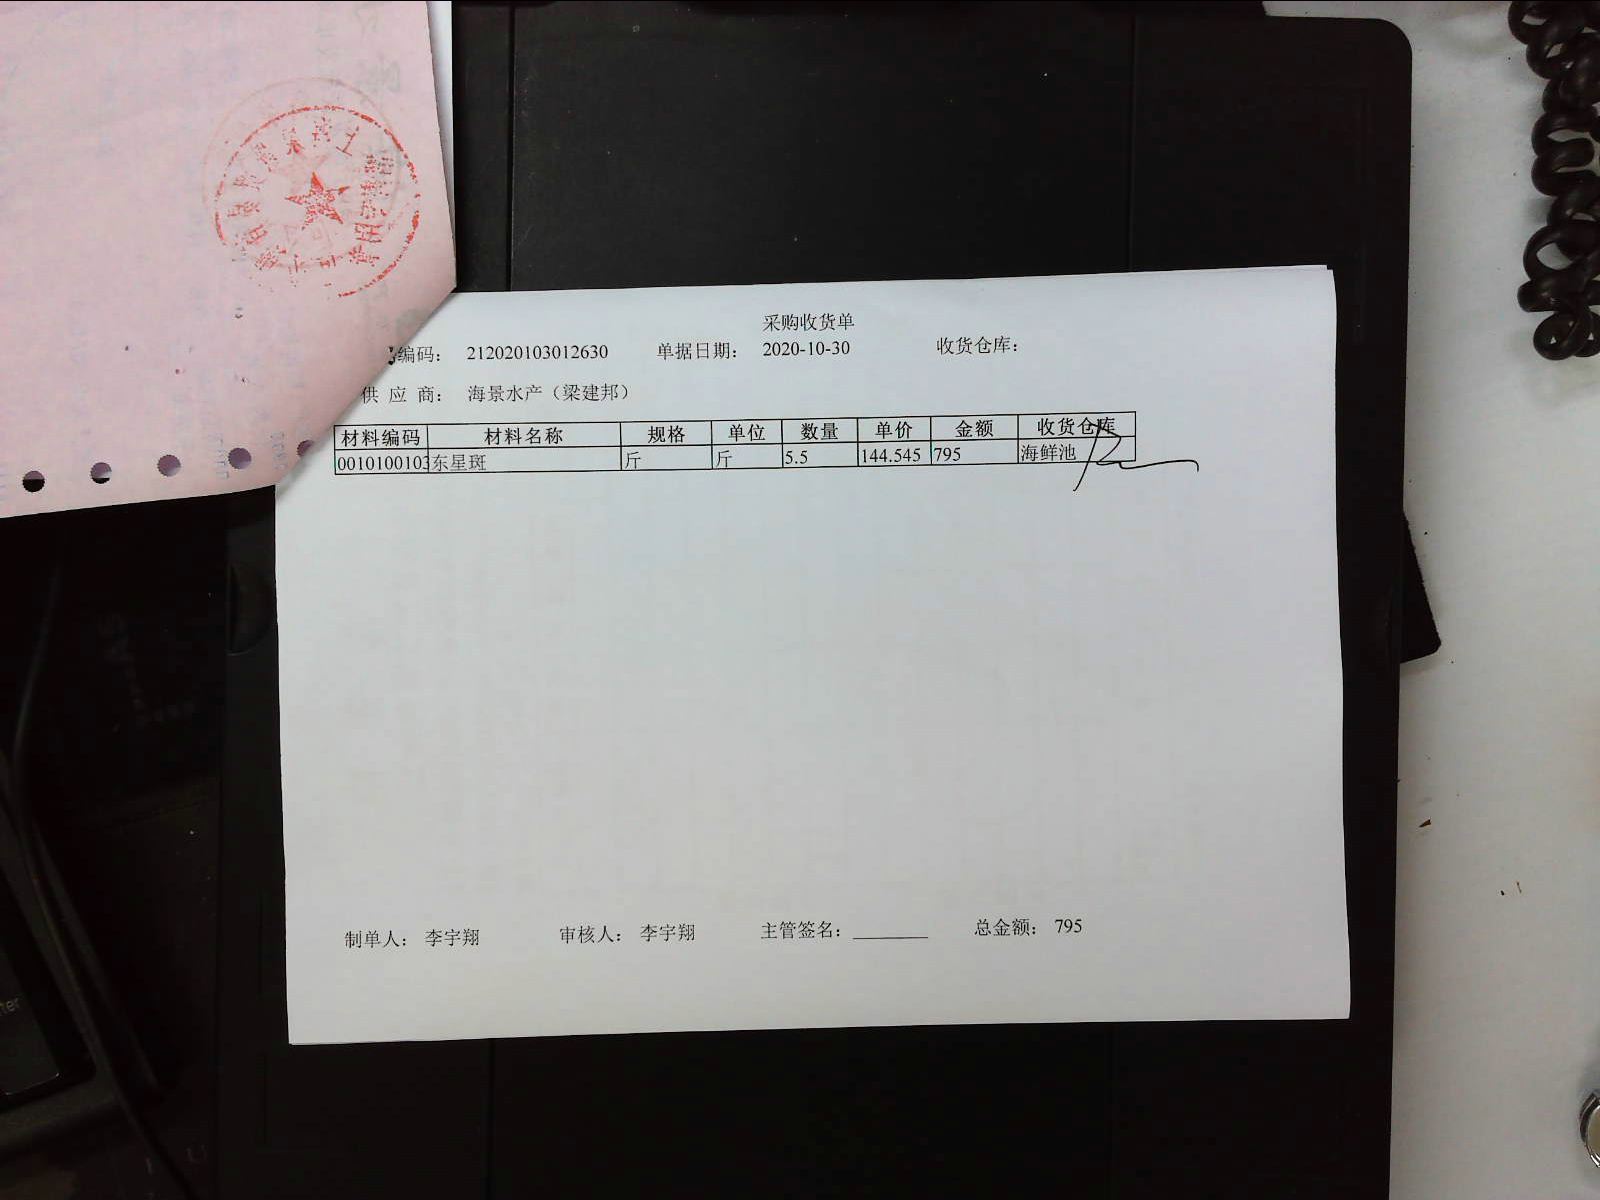 采购收货单
编码： 212020103012630 单据日期： 2020-10-30 收货仓库：
供 应 商： 海景水产（梁建邦）
材料编码 材料名称 规格 单位 数量 单价 金额 收货仓库
0010100103 东星斑 斤 斤 5.5 144.545 795 海鲜池
制单人： 李宇翔 审核人： 李宇翔 主管签名： 总金额： 795